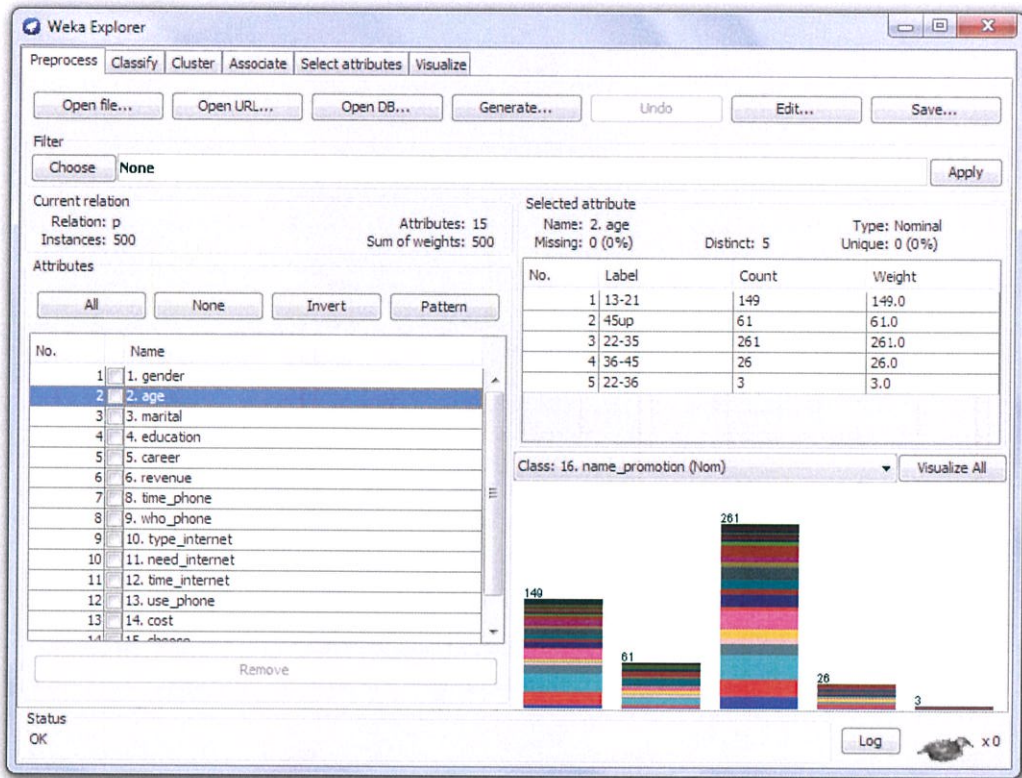 Weka Explorer
Preprocess Classify Cluster Associate Select attributes Visualize
Open file... Open URL... Open DB... Generate... Undo Edit... Save...
Filter
Choose None Apply
Current relation
Relation: p Attributes: 15
Instances: 500 Sum of weights: 500
Attributes
All None Invert Pattern
No. Name
1 1. gender
2 2. age
3 3. marital
4 4. education
5 5. career
6 6. revenue
7 8. time_phone
8 9. who_phone
9 10. type_internet
10 11. need_internet
11 12. time_internet
12 13. use_phone
13 14. cost
14 15. choose
Remove
Selected attribute
Name: 2. age Type: Nominal
Missing: 0 (0%) Distinct: 5 Unique: 0 (0%)
No. Label Count Weight
1 13-21 149 149.0
2 45up 61 61.0
3 22-35 261 261.0
4 36-45 26 26.0
5 22-36 3 3.0
Class: 16. name_promotion (Nom) Visualize All
149
61
261
26
3
Status
OK
Log x 0